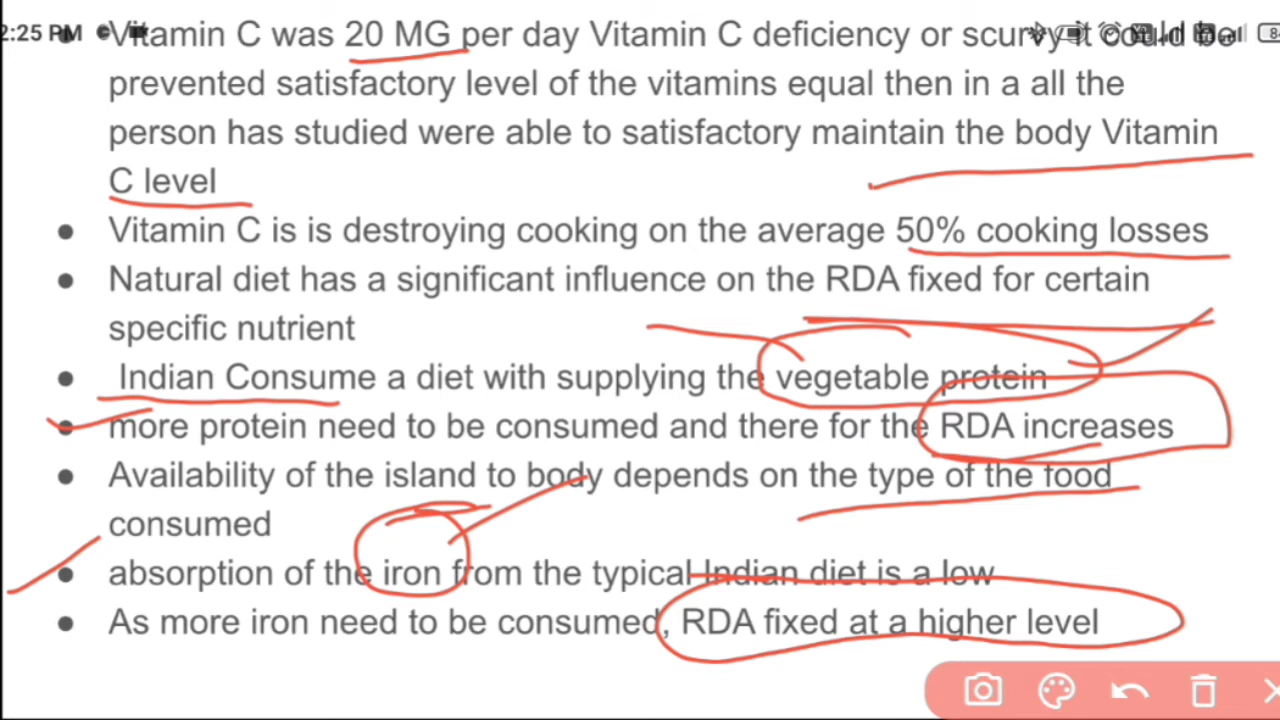 2:25 PM
Vitamin C was 20 MG per day Vitamin C deficiency or scurvy it could be
prevented satisfactory level of the vitamins equal then in a all the
person has studied were able to satisfactory maintain the body Vitamin
C level
● Vitamin C is is destroying cooking on the average 50% cooking losses
● Natural diet has a significant influence on the RDA fixed for certain
specific nutrient
● Indian Consume a diet with supplying the vegetable protein
● more protein need to be consumed and there for the RDA increases
● Availability of the island to body depends on the type of the food
consumed
● absorption of the iron from the typical Indian diet is a low
● As more iron need to be consumed, RDA fixed at a higher level